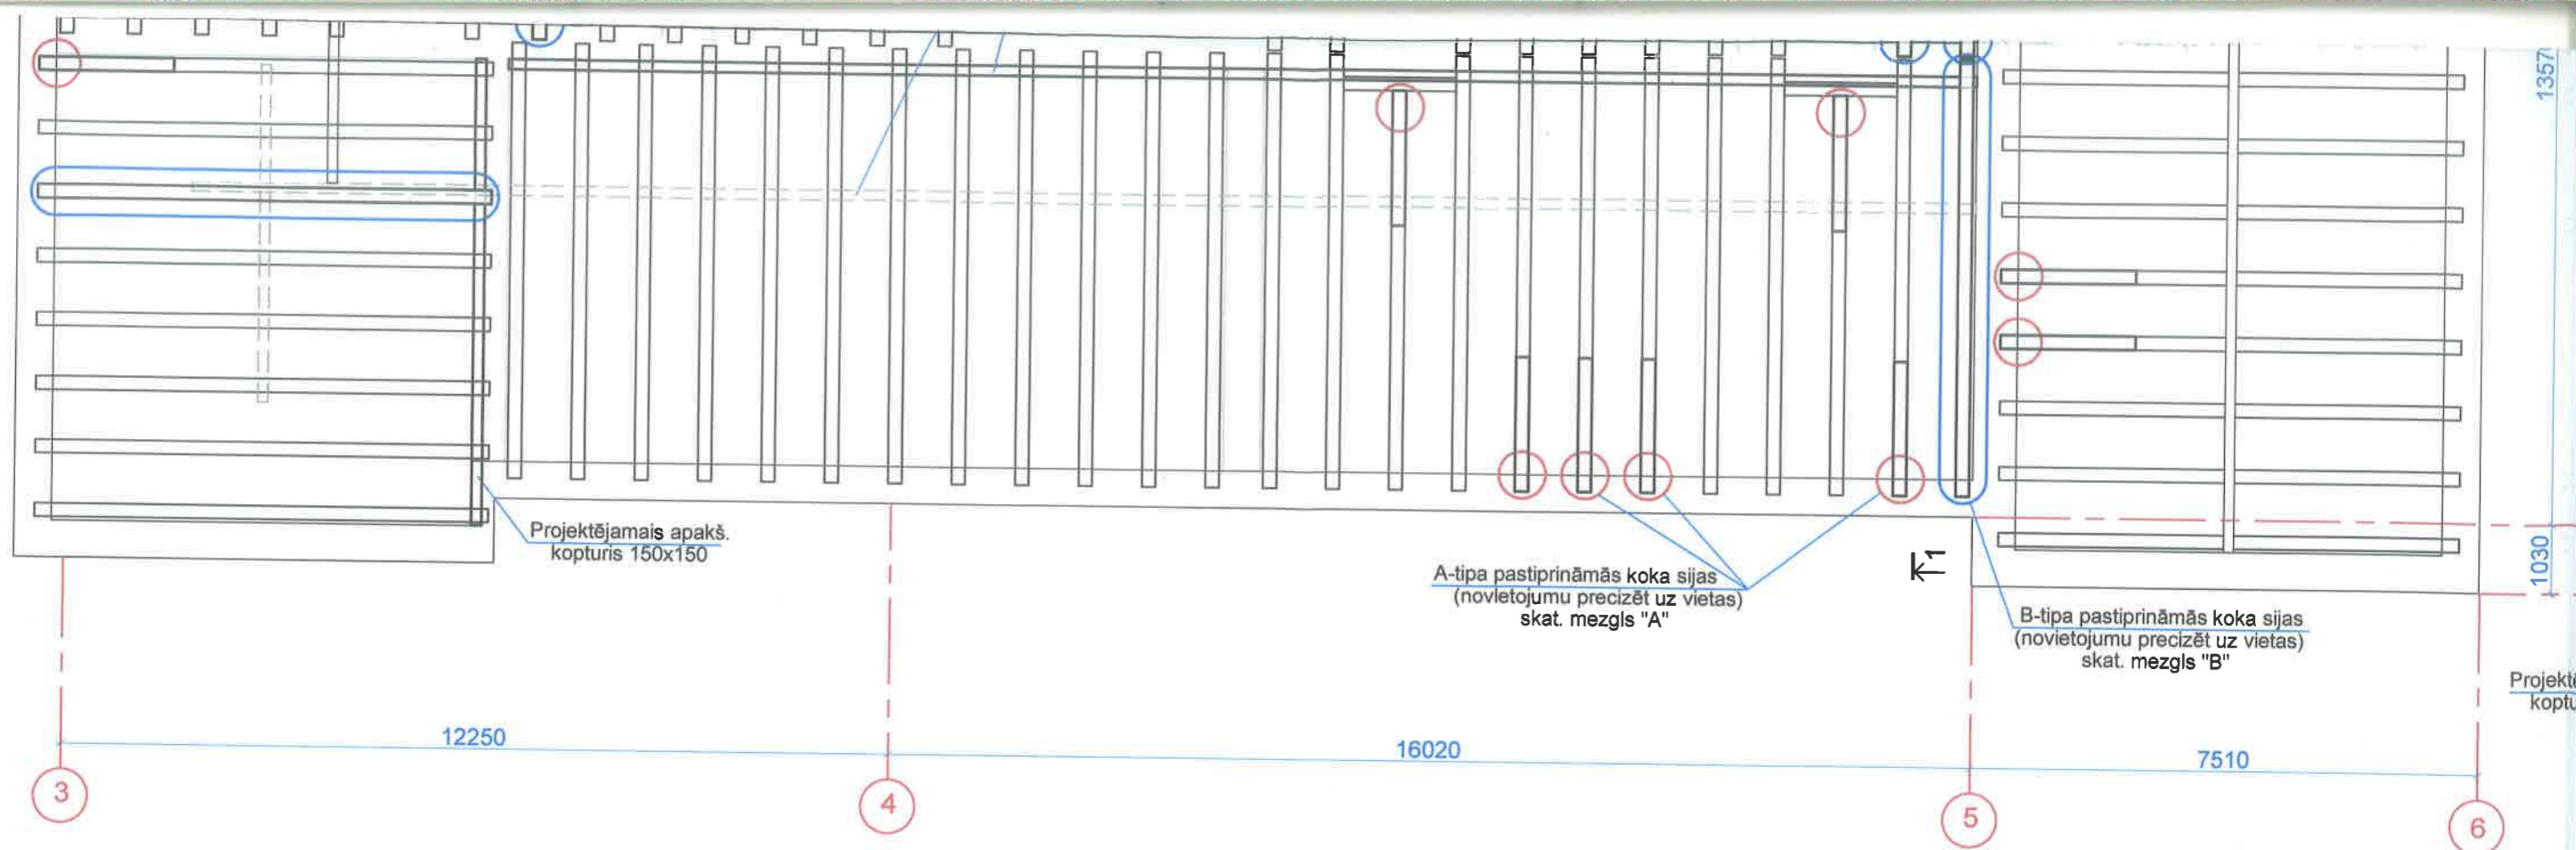 1357
Projektējamais apakš.
kopturis 150x150
A-tipa pastiprināmās koka sijas
(novietojumu precizēt uz vietas)
skat. mezgls "A"
1
1030
B-tipa pastiprināmās koka sijas
(novietojumu precizēt uz vietas)
skat. mezgls "B"
12250
16020
7510
3
4
5
6